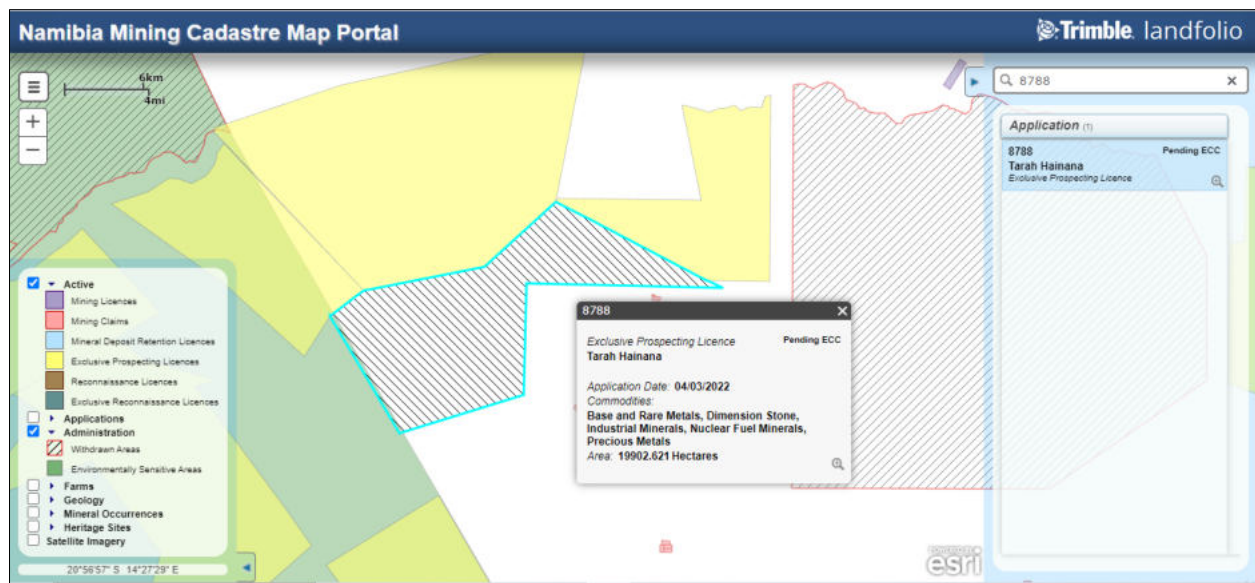 Namibia Mining Cadastre Map Portal
Trimble. landfolio
6km
4mi
8788
Application (1)
8788 Pending ECC
Tarah Hainana
Exclusive Prospecting Licence
Active
Mining Licences
Mining Claims
Mineral Deposit Retention Licences
Exclusive Prospecting Licences
Reconnaissance Licences
Exclusive Reconnaissance Licences
Applications
Administration
Withdrawn Areas
Environmentally Sensitive Areas
Farms
Geology
Mineral Occurrences
Heritage Sites
Satellite Imagery
20°56'57" S 14°27'29" E
8788
Exclusive Prospecting Licence Pending ECC
Tarah Hainana
Application Date: 04/03/2022
Commodities:
Base and Rare Metals, Dimension Stone,
Industrial Minerals, Nuclear Fuel Minerals,
Precious Metals
Area: 19902.621 Hectares
esri